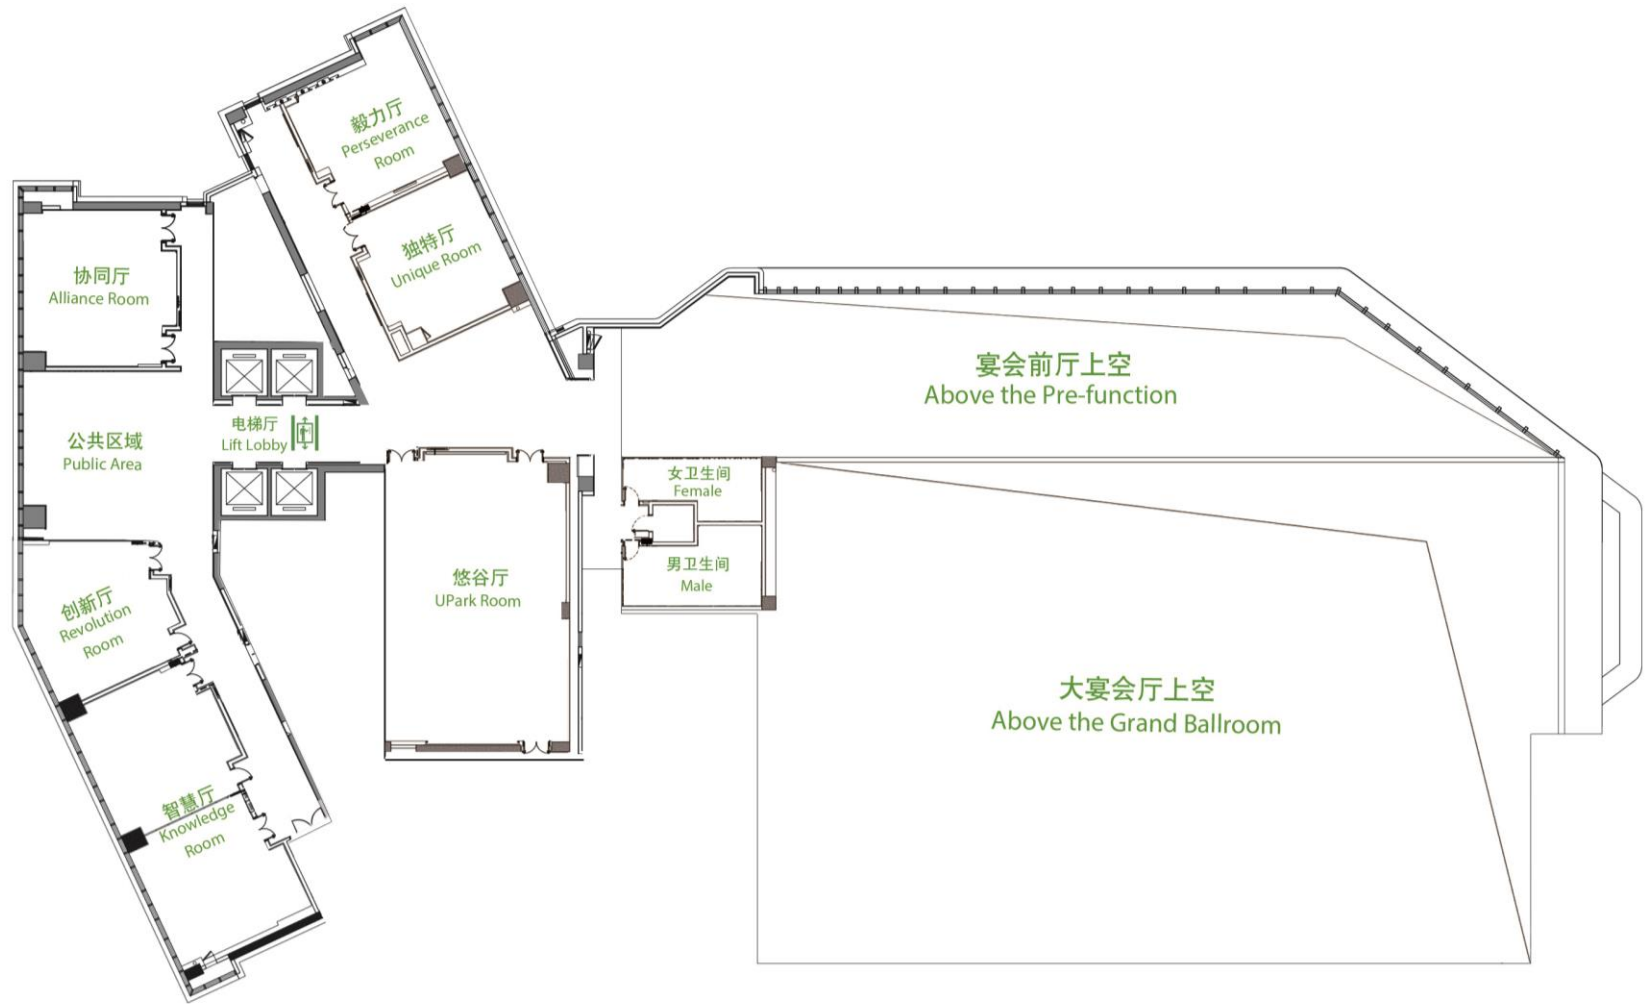 毅力厅
Perseverance
Room
独特厅
Unique Room
协同厅
Alliance Room
公共区域
Public Area
电梯厅
Lift Lobby
宴会前厅上空
Above the Pre-function
女卫生间
Female
男卫生间
Male
悠谷厅
UPark Room
创新厅
Revolution
Room
智慧厅
Knowledge
Room
大宴会厅上空
Above the Grand Ballroom